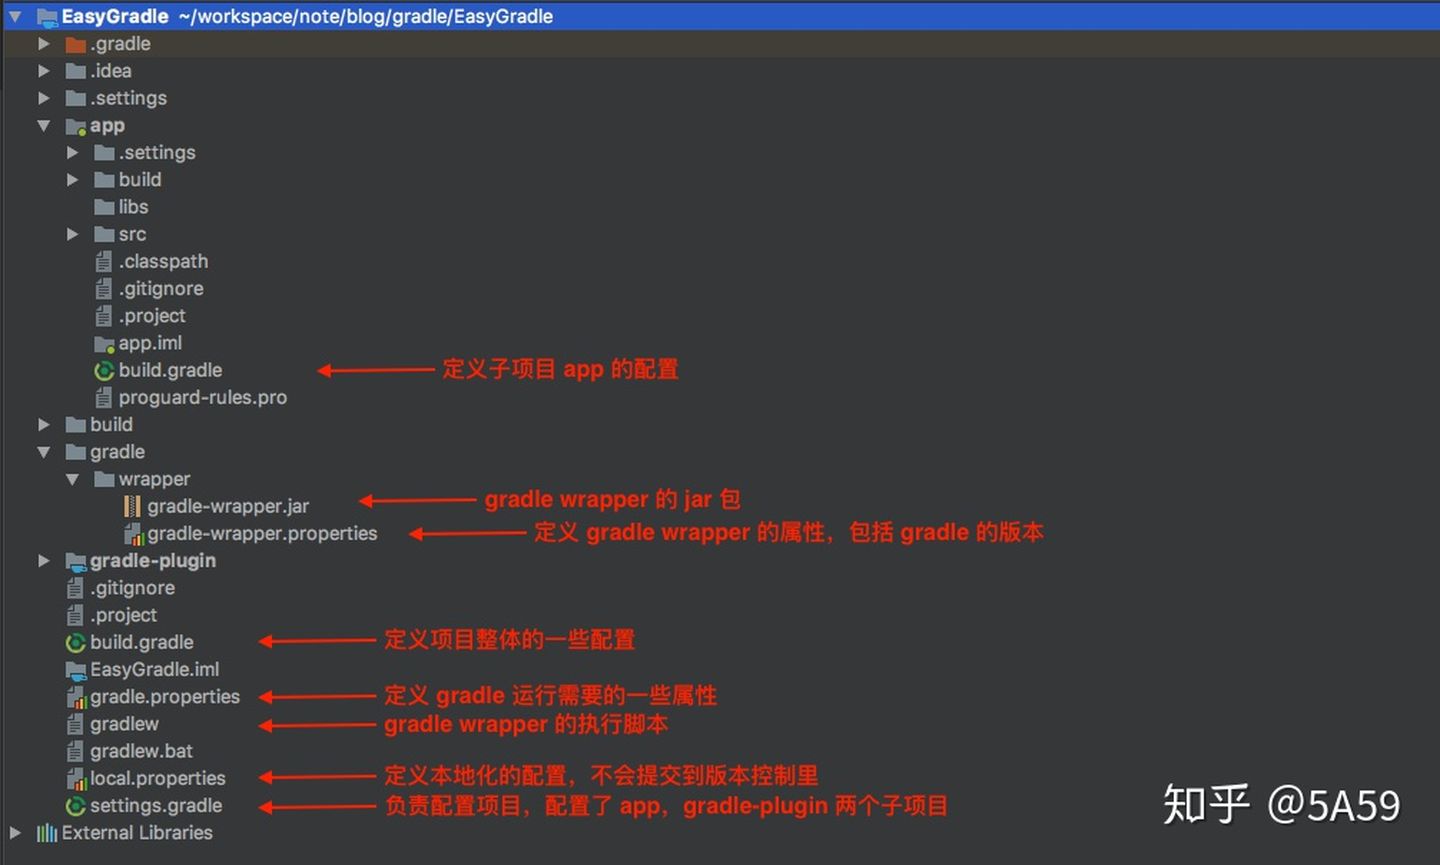 EasyGradle ~/workspace/note/blog/gradle/EasyGradle
.gradle
.idea
.settings
app
.settings
build
libs
src
.classpath
.gitignore
.project
app.iml
build.gradle 定义子项目 app 的配置
proguard-rules.pro
build
gradle
wrapper
gradle-wrapper.jar gradle wrapper 的 jar 包
gradle-wrapper.properties 定义 gradle wrapper 的属性，包括 gradle 的版本
gradle-plugin
.gitignore
.project
build.gradle 定义项目整体的一些配置
EasyGradle.iml
gradle.properties 定义 gradle 运行需要的一些属性
gradlew gradle wrapper 的执行脚本
gradlew.bat
local.properties 定义本地化的配置，不会提交到版本控制里
settings.gradle 负责配置项目，配置了 app，gradle-plugin 两个子项目
External Libraries
知乎 @5A59